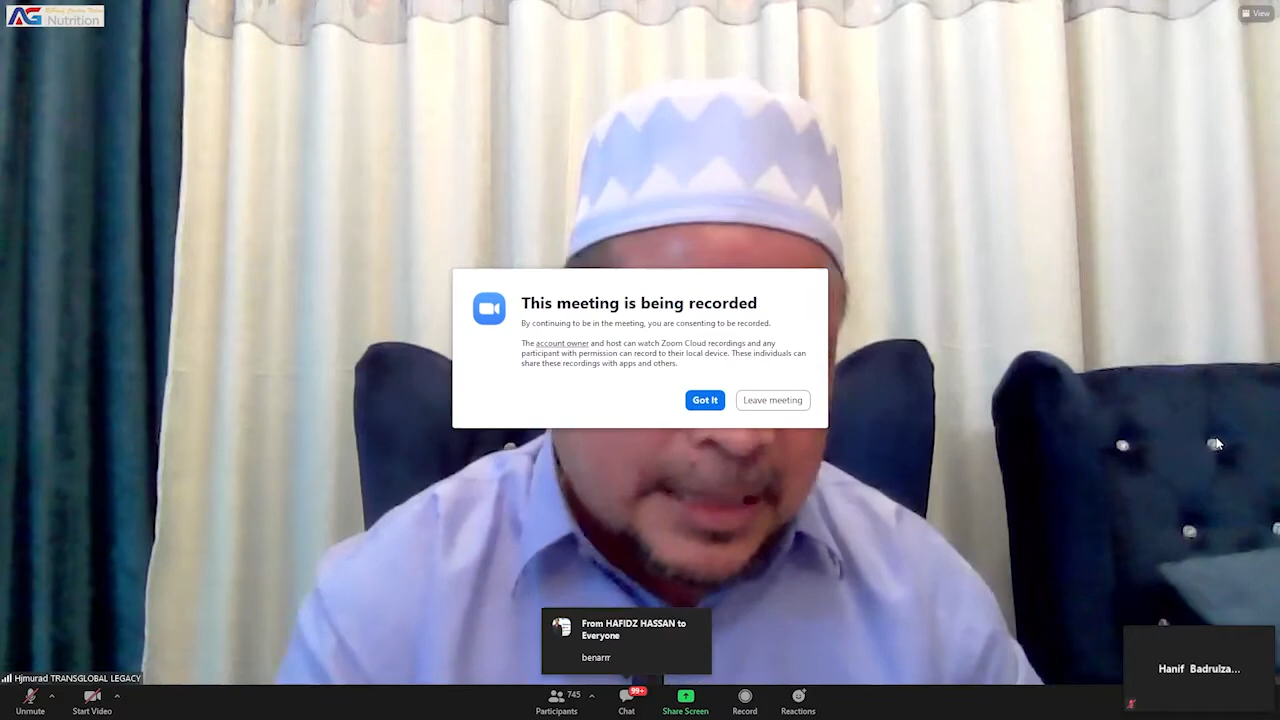 AG
Nutrition
View
This meeting is being recorded
By continuing to be in the meeting, you are consenting to be recorded.
The account owner and host can watch Zoom Cloud recordings and any
participant with permission can record to their local device. These individuals can
share these recordings with apps and others.
Got It
Leave meeting
From HAFIDZ HASSAN to
Everyone
benarrr
Hanif Badrulza...
Hjmurad TRANSGLOBAL LEGACY
Unmute
Start Video
745
Participants
99+
Chat
Share Screen
Record
Reactions